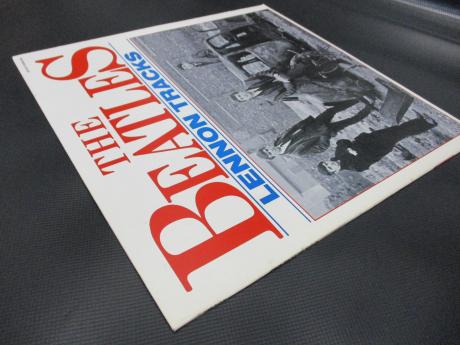 THE
BEATLES
LENNON TRACKS